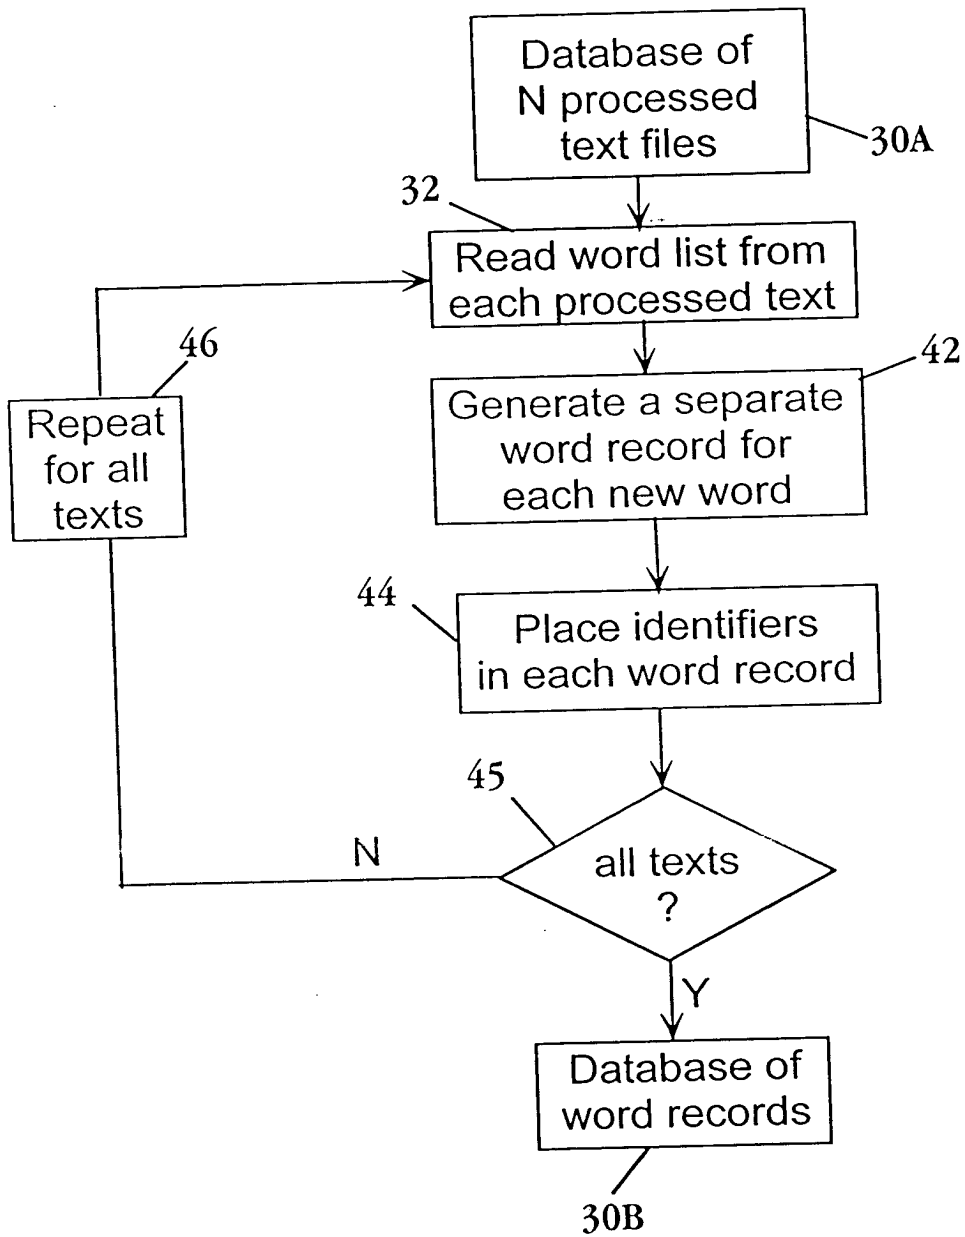 Database of
N processed
text files
30A
32
Read word list from
each processed text
46
42
Repeat
for all
texts
Generate a separate
word record for
each new word
44
Place identifiers
in each word record
45
N
all texts
?
Y
Database of
word records
30B